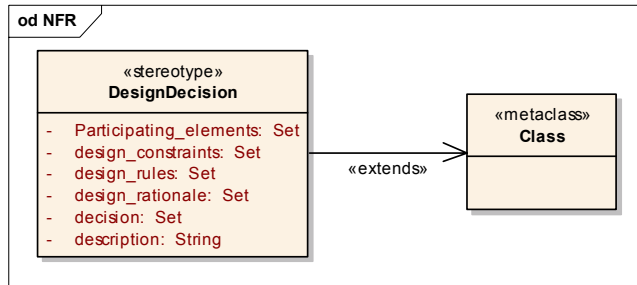 od NFR
«stereotype»
DesignDecision
- Participating_elements: Set
- design_constraints: Set
- design_rules: Set
- design_rationale: Set
- decision: Set
- description: String
«extends»
«metaclass»
Class